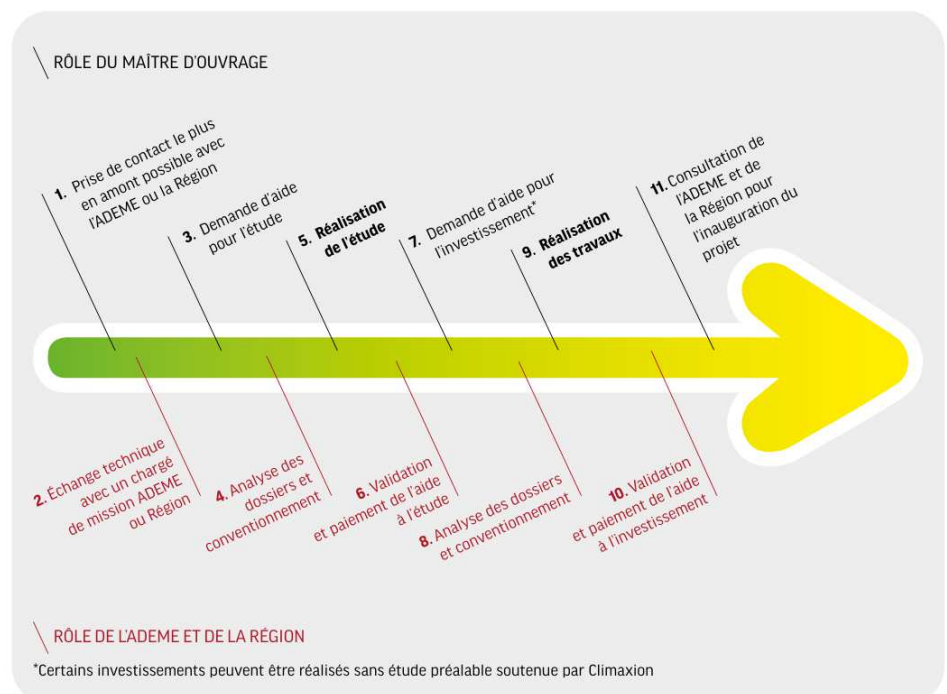 RÔLE DU MAÎTRE D'OUVRAGE
1. Prise de contact le plus
en amont possible avec
l'ADEME ou la Région
3. Demande d'aide
pour l'étude
5. Réalisation
de l'étude
7. Demande d'aide pour
l'investissement*
9. Réalisation
des travaux
11. Consultation de
l'ADEME et de
la Région pour
l'inauguration du
projet
2. Échange technique
avec un chargé
de mission ADEME
ou Région
4. Analyse des
dossiers et
conventionnement
6. Validation
et paiement de l'aide
à l'étude
8. Analyse des dossiers
et conventionnement
10. Validation
et paiement de l'aide
à l'investissement
RÔLE DE L'ADEME ET DE LA RÉGION
*Certains investissements peuvent être réalisés sans étude préalable soutenue par Climaxion